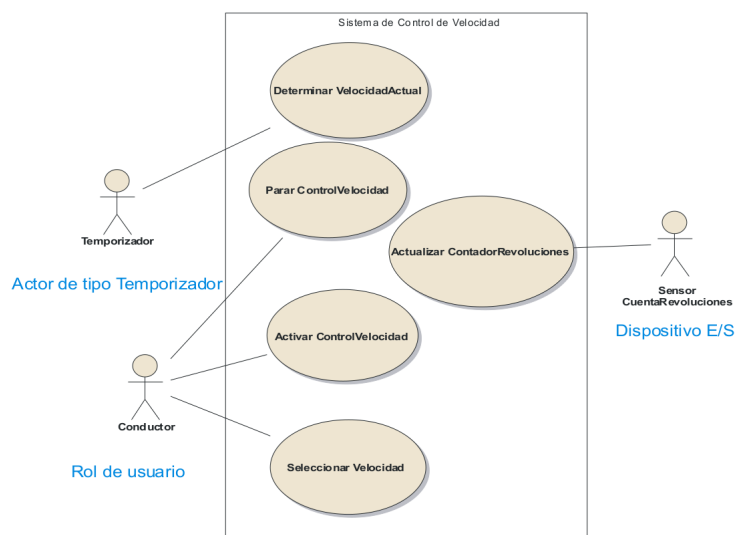 Sistema de Control de Velocidad
Determinar VelocidadActual
Parar ControlVelocidad
Temporizador
Actor de tipo Temporizador
Actualizar ContadorRevoluciones
Sensor
CuentaRevoluciones
Dispositivo E/S
Activar ControlVelocidad
Conductor
Rol de usuario
Seleccionar Velocidad